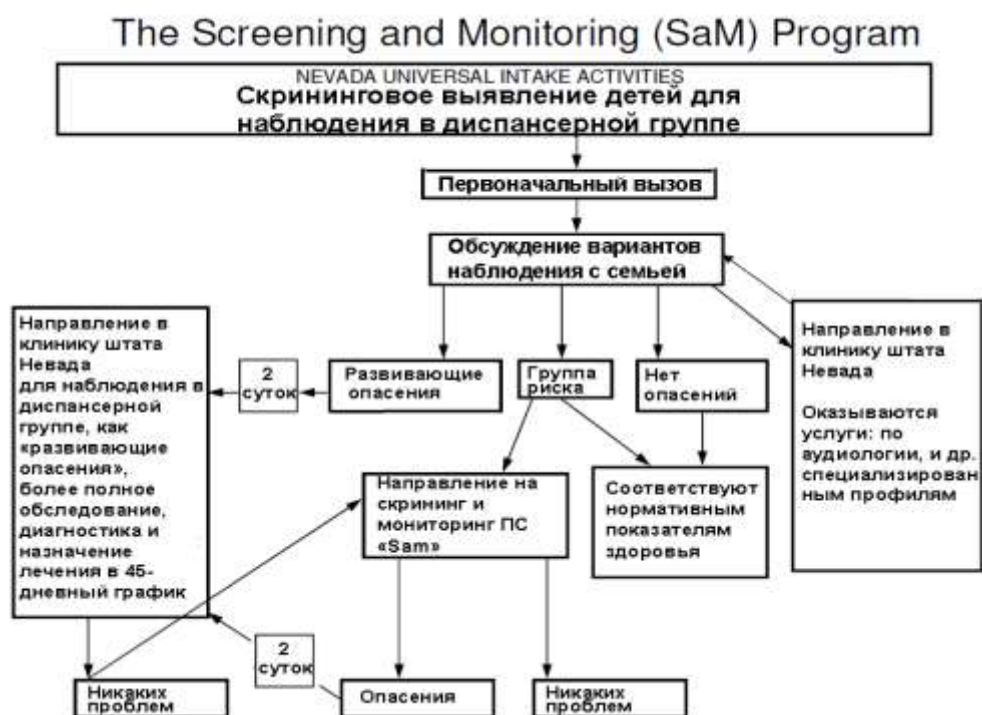 The Screening and Monitoring (SaM) Program
NEVADA UNIVERSAL INTAKE ACTIVITIES
Скрининговое выявление детей для
наблюдения в диспансерной группе
Первоначальный вызов
Обсуждение вариантов
наблюдения с семьей
Направление в
клинику штата
Невада
для наблюдения в
диспансерной
группе, как
«развивающие
опасения»,
более полное
обследование,
диагностика и
назначение
лечения в 45-
дневный график
2
суток
Развивающие
опасения
Группа
риска
Нет
опасений
Направление в
клинику штата
Невада
Оказываются
услуги: по
аудиологии, и др.
специализирован
ным профилям
Направление на
скрининг и
мониторинг ПС
«Sam»
Соответствуют
нормативным
показателям
здоровья
2
суток
Никаких
проблем
Опасения
Никаких
проблем